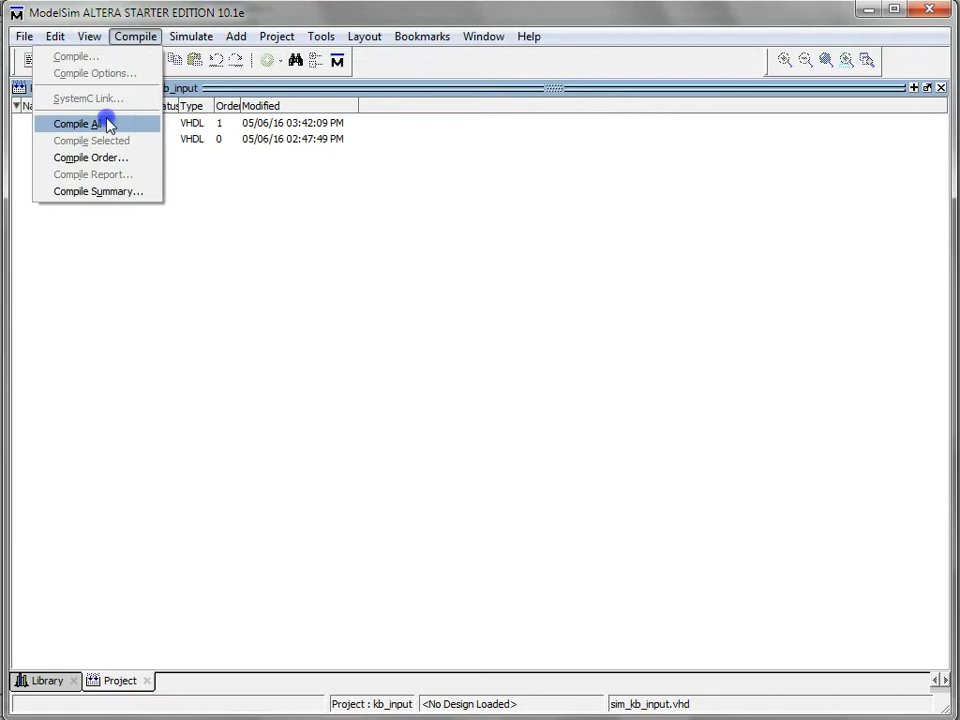 ModelSim ALTERA STARTER EDITION 10.1e
File Edit View Compile Simulate Add Project Tools Layout Bookmarks Window Help
Compile...
Compile Options...
SystemC Link...
Compile All
Compile Selected
Compile Order...
Compile Report...
Compile Summary...
kb_input
Type Order Modified
VHDL 1 05/06/16 03:42:09 PM
VHDL 0 05/06/16 02:47:49 PM
Library Project
Project : kb_input <No Design Loaded> sim_kb_input.vhd